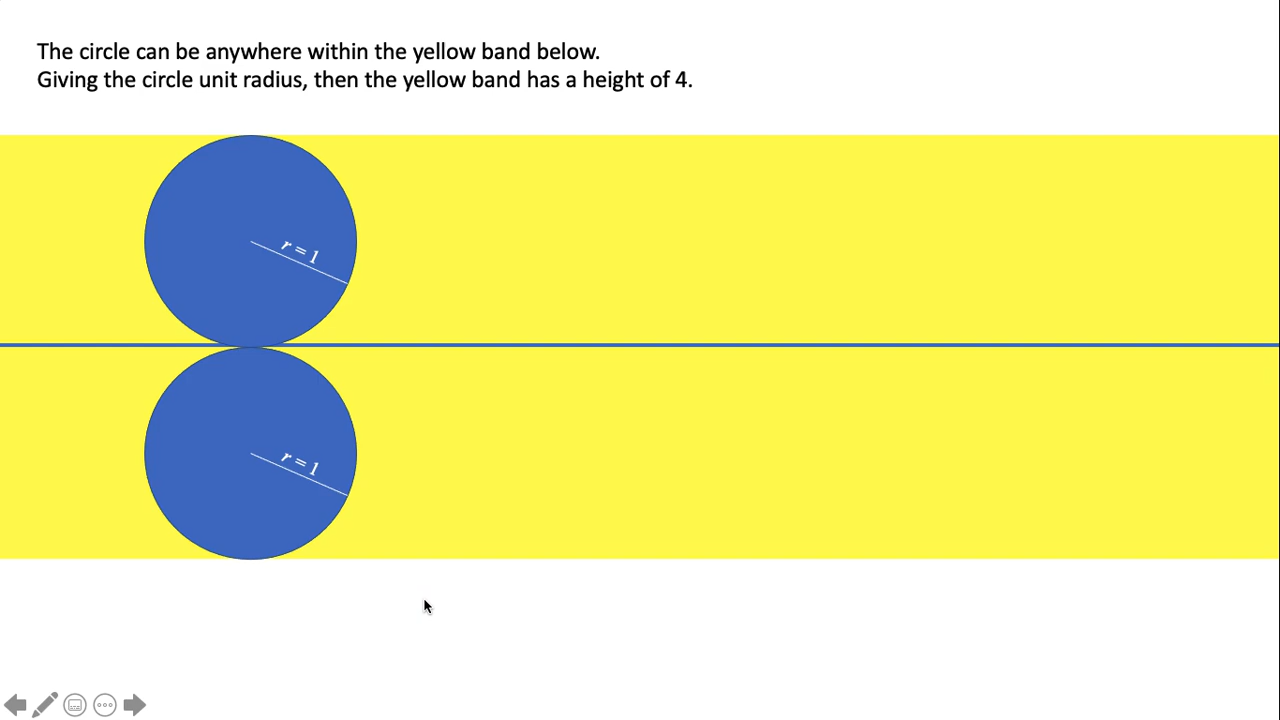 The circle can be anywhere within the yellow band below.
Giving the circle unit radius, then the yellow band has a height of 4.
r = 1
r = 1